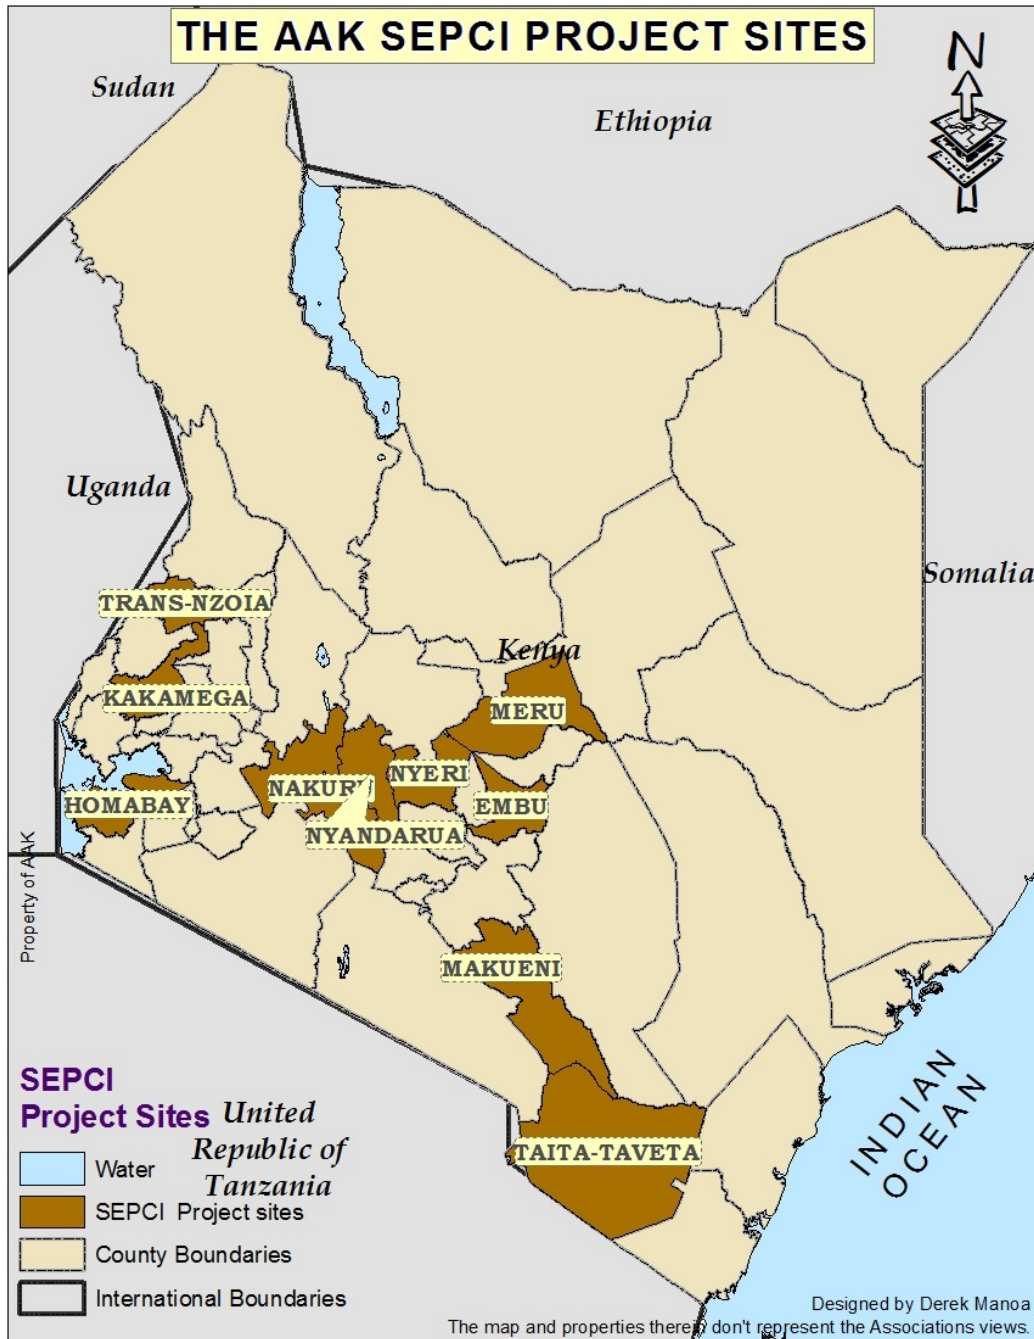 THE AAK SEPCI PROJECT SITES
Sudan
Ethiopia
N
Uganda
Somalia
TRANS-NZOIA
Kenya
KAKAMEGA
MERU
NYERI
NAKURU
HOMABAY
EMBU
NYANDARUA
Property of AAK
MAKUENI
TAITA-TAVETA
INDIAN
OCEAN
United
Republic of
Tanzania
SEPCI
Project Sites
Water
SEPCI Project sites
County Boundaries
International Boundaries
Designed by Derek Manoa
The map and properties therein don't represent the Associations views.